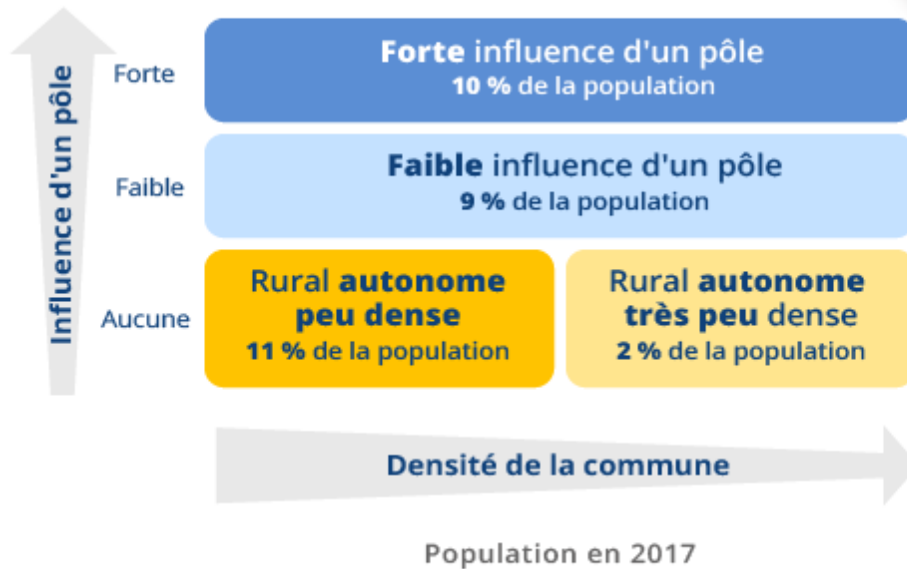 Influence d'un pôle
Forte
Forte influence d'un pôle
10 % de la population
Faible
Faible influence d'un pôle
9 % de la population
Aucune
Rural autonome
peu dense
11 % de la population
Rural autonome
très peu dense
2 % de la population
Densité de la commune
Population en 2017